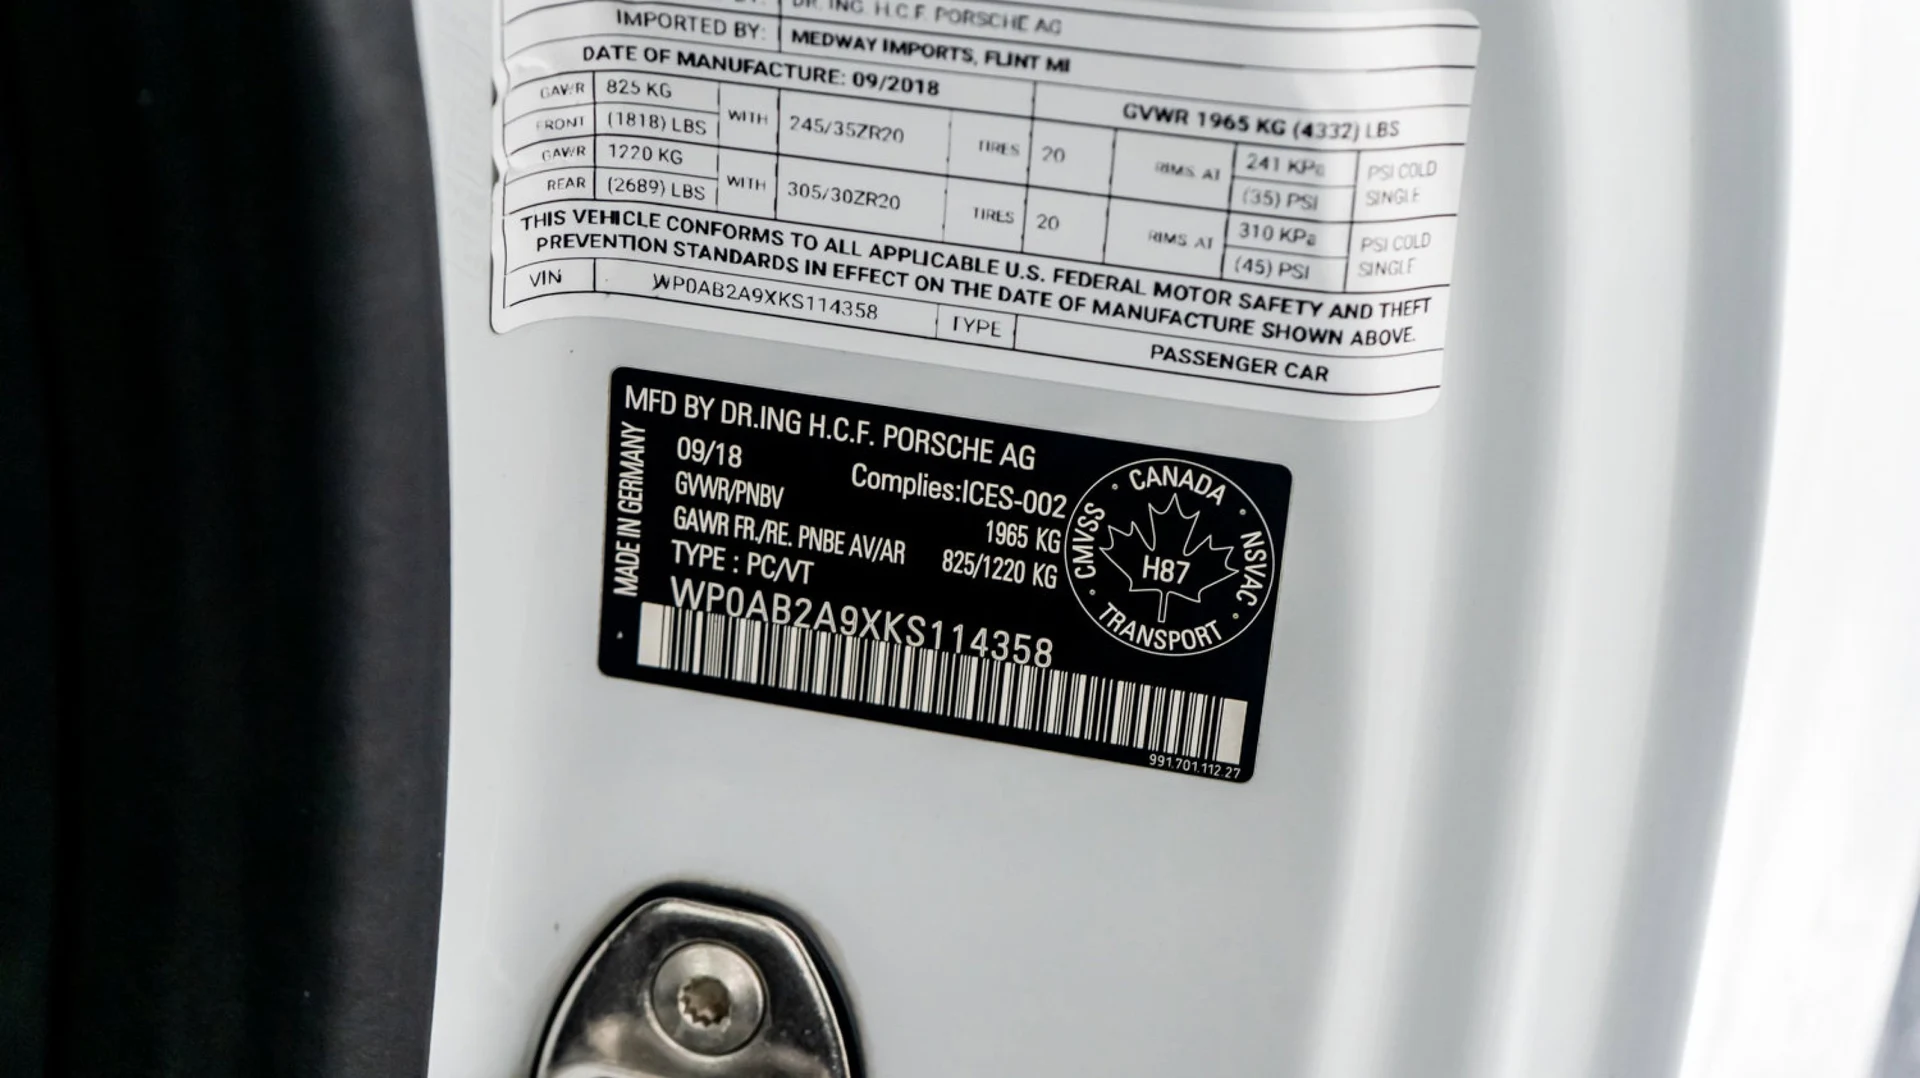 DR. ING. H.C.F. PORSCHE AG
IMPORTED BY: MEDWAY IMPORTS, FLINT MI
DATE OF MANUFACTURE: 09/2018
GVWR 1965 KG (4332) LBS
GAWR 825 KG
FRONT (1818) LBS WITH 245/35ZR20 TIRES 20 RIMS AT 241 KPa PSI COLD
(35) PSI SINGLE
GAWR 1220 KG
REAR (2689) LBS WITH 305/30ZR20 TIRES 20 RIMS AT 310 KPa PSI COLD
(45) PSI SINGLE
THIS VEHICLE CONFORMS TO ALL APPLICABLE U.S. FEDERAL MOTOR SAFETY AND THEFT
PREVENTION STANDARDS IN EFFECT ON THE DATE OF MANUFACTURE SHOWN ABOVE.
VIN WP0AB2A9XKS114358 TYPE PASSENGER CAR
MFD BY DR.ING H.C.F. PORSCHE AG
MADE IN GERMANY
09/18 Complies:ICES-002
GVWR/PNBV 1965 KG
GAWR FR./RE. PNBE AV/AR 825/1220 KG
TYPE : PC/VT
WP0AB2A9XKS114358
CANADA
CMVSS
NSVAC
H87
TRANSPORT
991.701.112.27